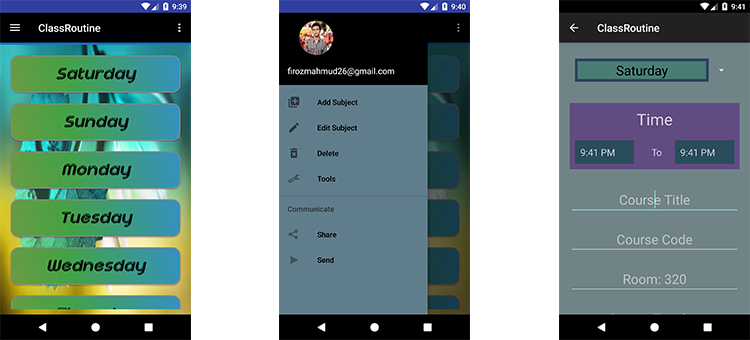 9:39
ClassRoutine
Saturday
Sunday
Monday
Tuesday
Wednesday
9:40
firozmahmud26@gmail.com
Add Subject
Edit Subject
Delete
Tools
Communicate
Share
Send
9:41
ClassRoutine
Saturday
Time
9:41 PM To 9:41 PM
Course Title
Course Code
Room: 320